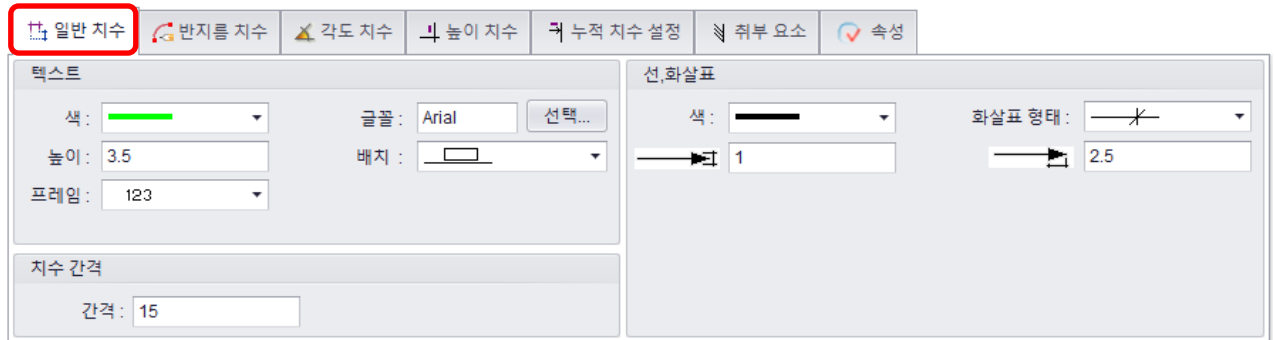 일반 치수 반지름 치수 각도 치수 높이 치수 누적 치수 설정 취부 요소 속성
텍스트
색 :
글꼴 : Arial 선택...
높이 : 3.5
배치 :
프레임 : 123
치수 간격
간격 : 15
선,화살표
색 :
화살표 형태 :
1
2.5